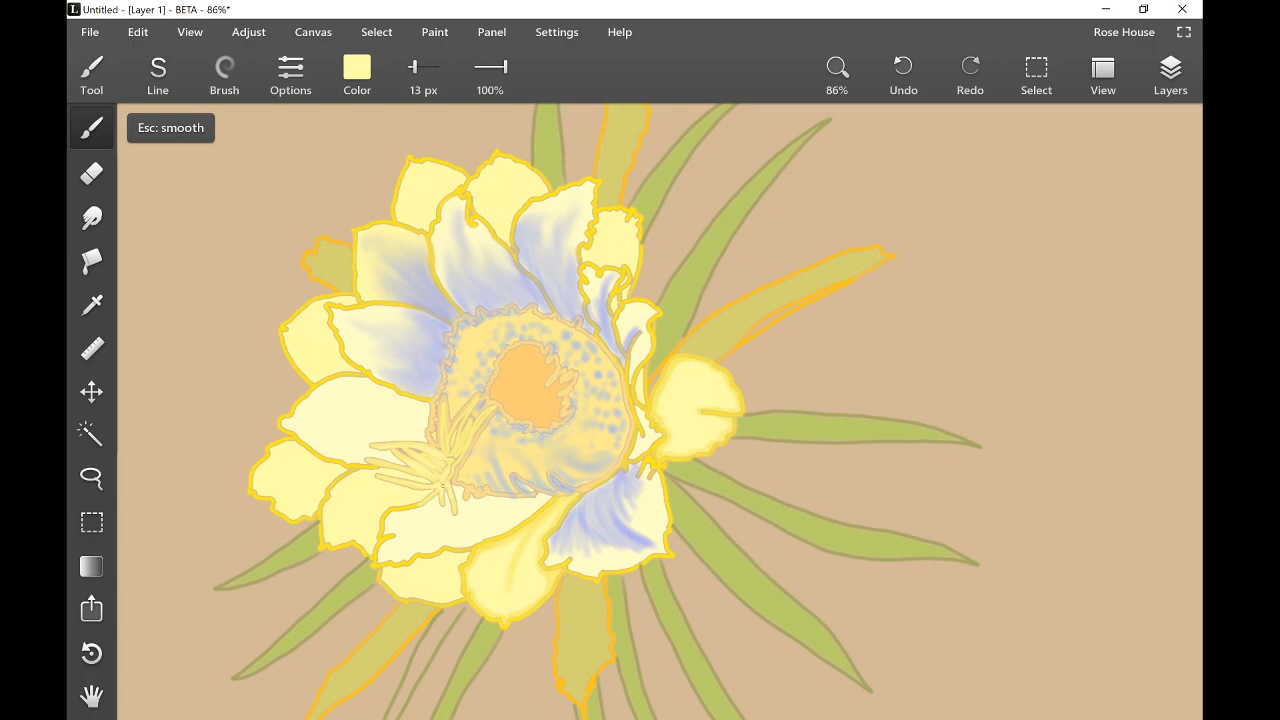 L Untitled - [Layer 1] - BETA - 86%*
File Edit View Adjust Canvas Select Paint Panel Settings Help Rose House
S
Tool Line Brush Options Color 13 px 100% 86% Undo Redo Select View Layers
Esc: smooth